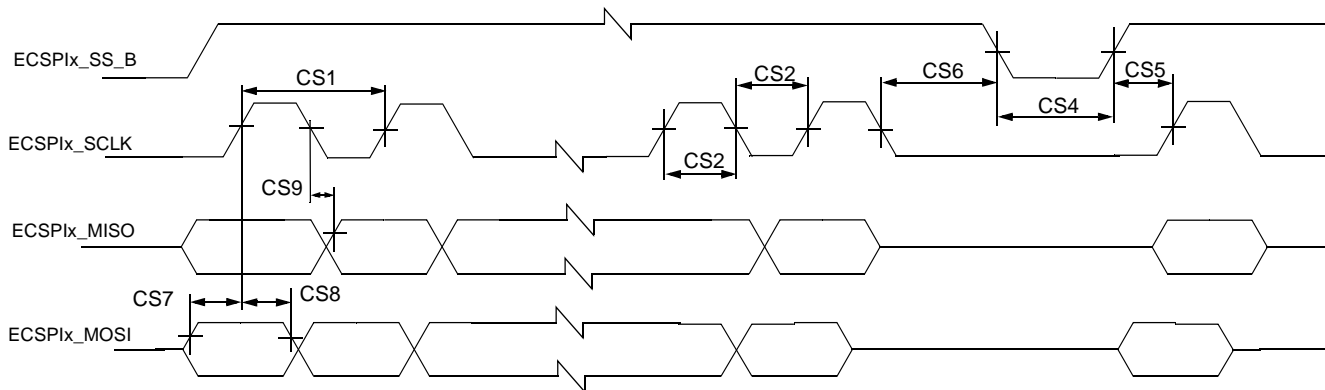 ECSPIx_SS_B
CS1
CS2
CS6
CS5
CS4
ECSPIx_SCLK
CS2
CS9
ECSPIx_MISO
CS7
CS8
ECSPIx_MOSI